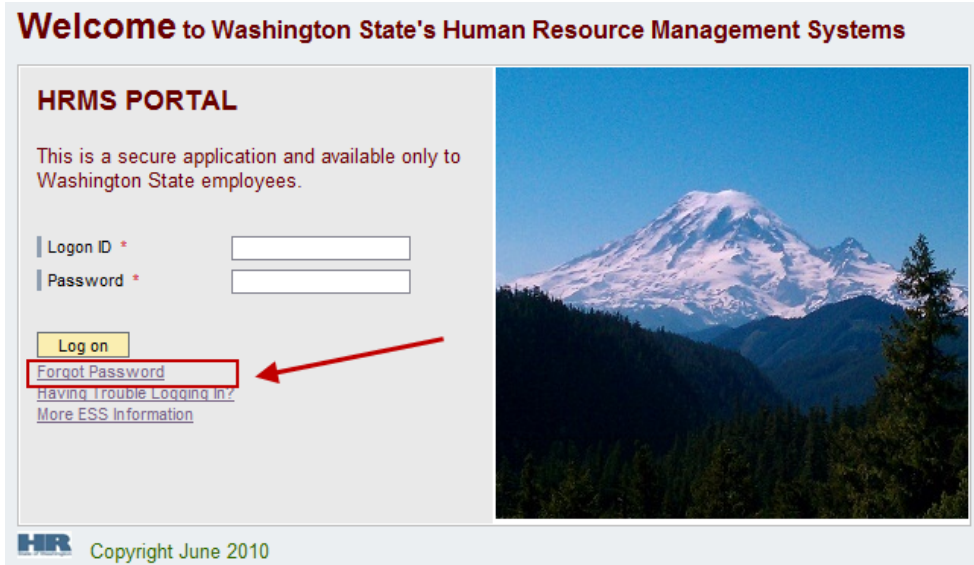 Welcome to Washington State's Human Resource Management Systems
HRMS PORTAL
This is a secure application and available only to
Washington State employees.
Logon ID *
Password *
Log on
Forgot Password
Having Trouble Logging In?
More ESS Information
HR
Copyright June 2010